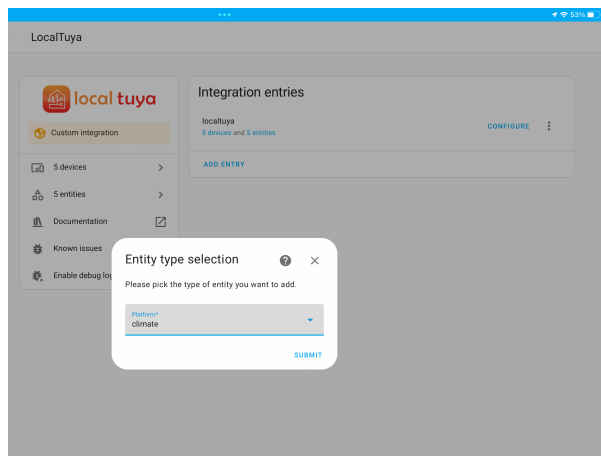 53%
LocalTuya
local tuya
Custom integration
5 devices
5 entities
Documentation
Known issues
Enable debug log
Integration entries
localtuya
5 devices and 5 entities
CONFIGURE
ADD ENTRY
Entity type selection
Please pick the type of entity you want to add.
Platform*
climate
SUBMIT